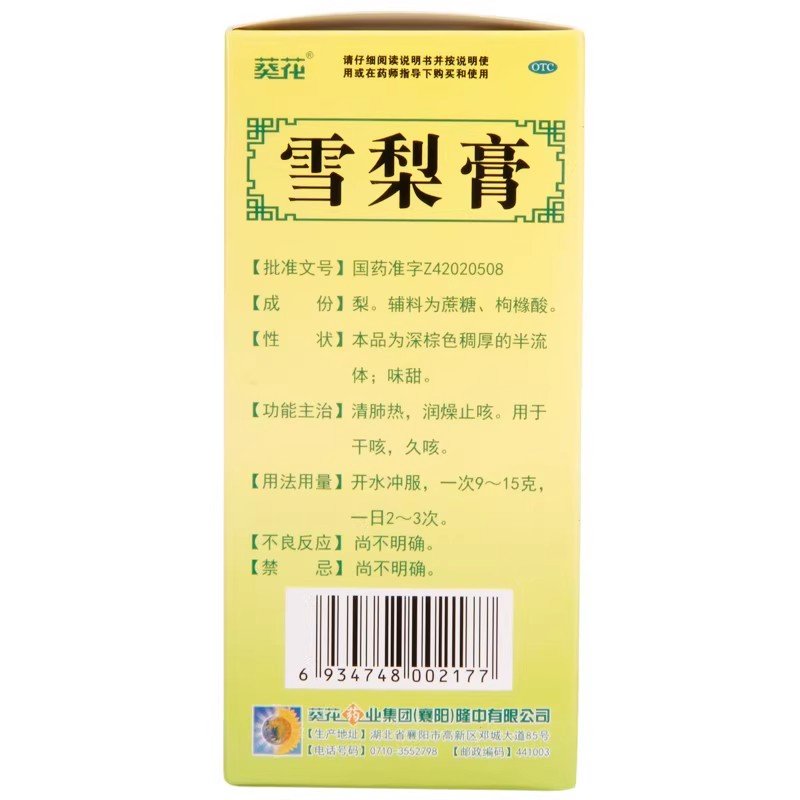 葵花®
请仔细阅读说明书并按说明使
用或在药师指导下购买和使用
OTC
雪梨膏
【批准文号】国药准字Z42020508
【成 份】梨。辅料为蔗糖、枸橼酸。
【性 状】本品为深棕色稠厚的半流
体；味甜。
【功能主治】清肺热，润燥止咳。用于
干咳，久咳。
【用法用量】开水冲服，一次9～15克，
一日2～3次。
【不良反应】尚不明确。
【禁 忌】尚不明确。
6 934748 002177
葵花药业集团(襄阳)隆中有限公司
【生产地址】湖北省襄阳市高新区邓城大道85号
【电话号码】0710-3552798 【邮政编码】441003